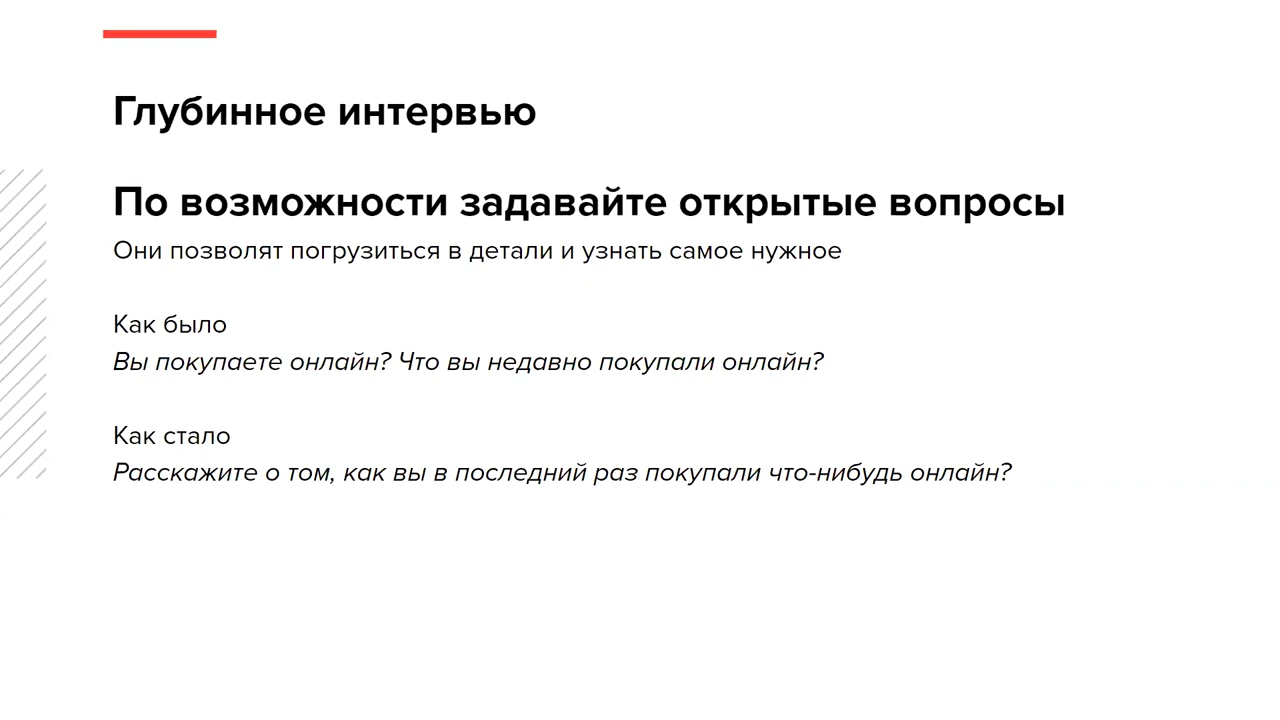 Глубинное интервью
По возможности задавайте открытые вопросы
Они позволят погрузиться в детали и узнать самое нужное
Как было
Вы покупаете онлайн? Что вы недавно покупали онлайн?
Как стало
Расскажите о том, как вы в последний раз покупали что-нибудь онлайн?